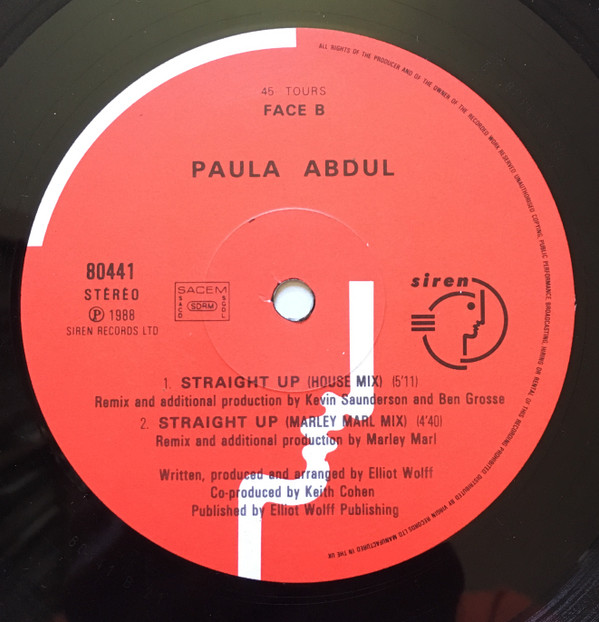 45 TOURS
FACE B
PAULA ABDUL
80441
STÉRÉO
Ⓟ 1988
SIREN RECORDS LTD
SACEM
SACD SDRM SCGL
siren
1. STRAIGHT UP (HOUSE MIX) (5'11)
Remix and additional production by Kevin Saunderson and Ben Grosse
2. STRAIGHT UP (MARLEY MARL MIX) (4'40)
Remix and additional production by Marley Marl
Written, produced and arranged by Elliot Wolff
Co-produced by Keith Cohen
Published by Elliot Wolff Publishing
ALL RIGHTS OF THE PRODUCER AND OF THE OWNER OF THE RECORDED WORK RESERVED UNAUTHORISED COPYING, PUBLIC PERFORMANCE, BROADCASTING, HIRING OR RENTAL OF THIS RECORDING PROHIBITED DISTRIBUTED BY VIRGIN RECORDS LTD MANUFACTURED IN THE UK